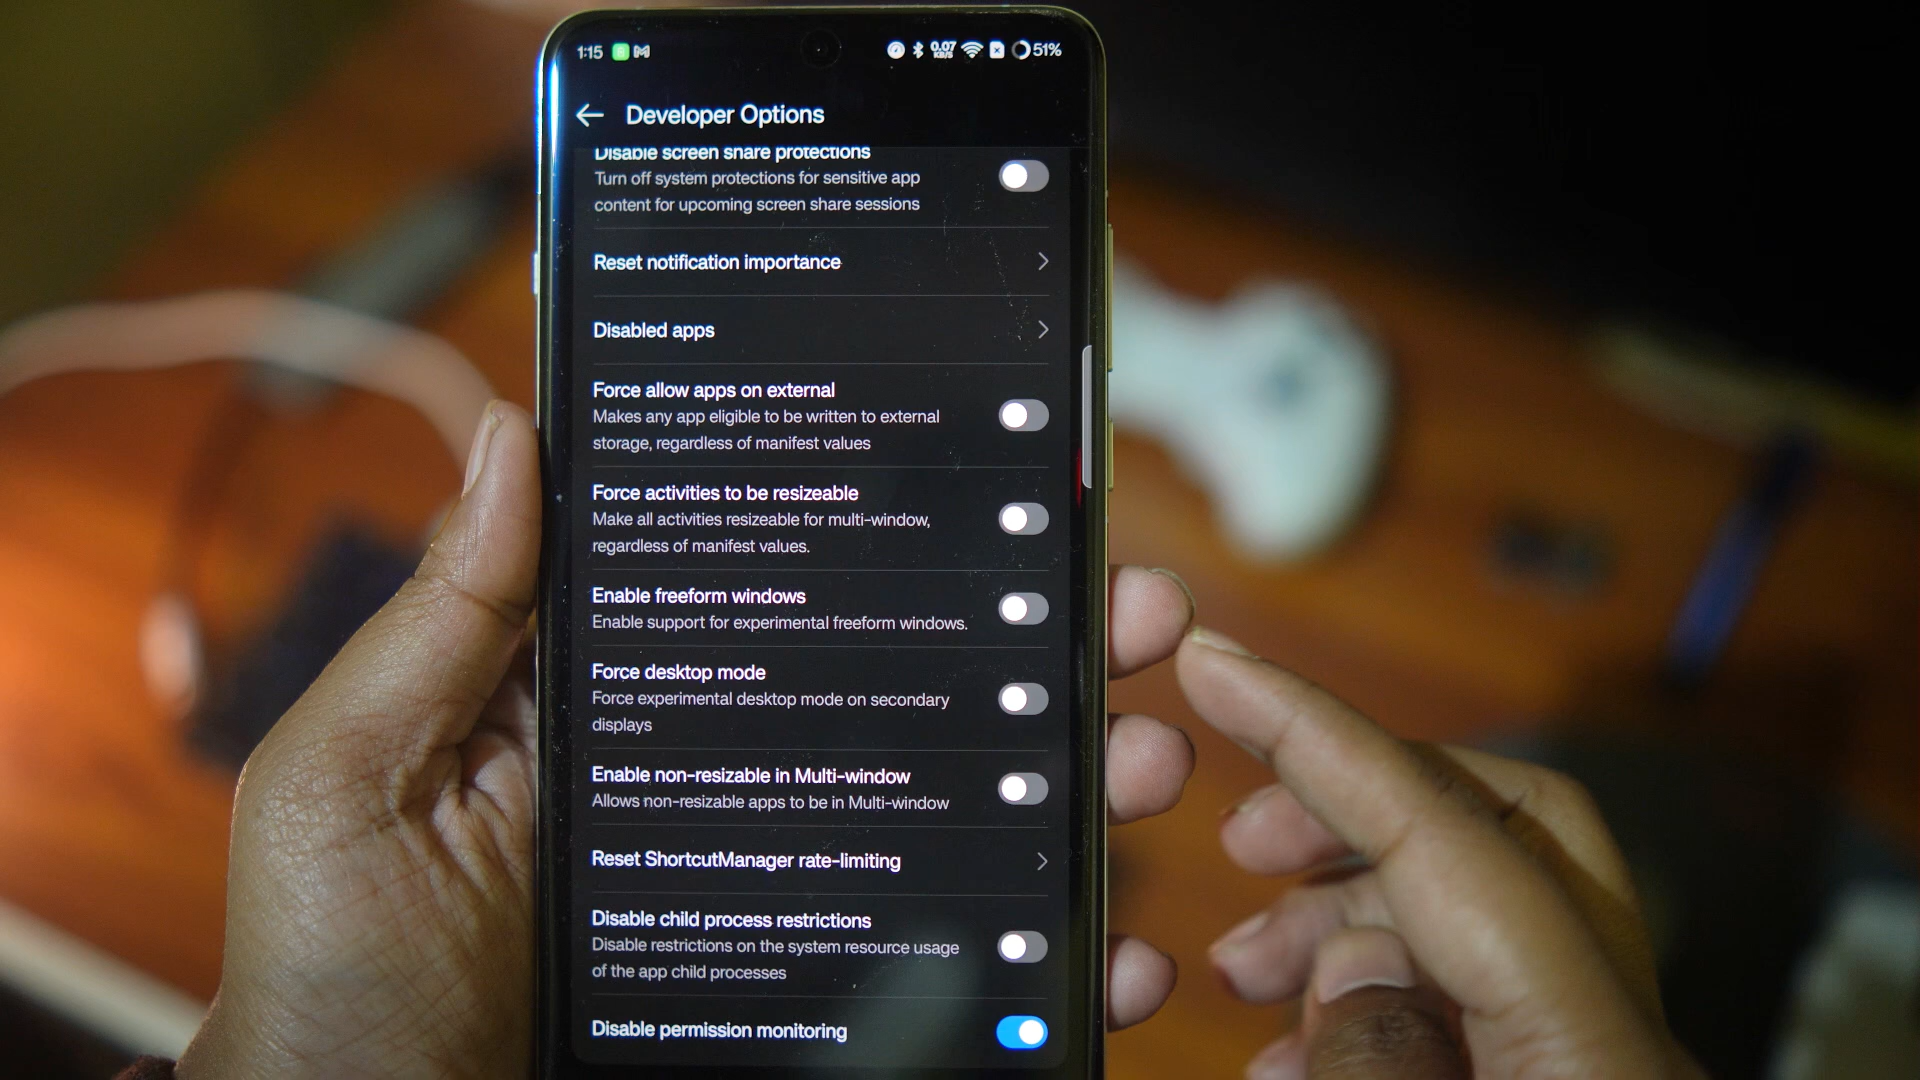 1:15 0.07 KB/S 51%
Developer Options
Disable screen share protections
Turn off system protections for sensitive app
content for upcoming screen share sessions
Reset notification importance
Disabled apps
Force allow apps on external
Makes any app eligible to be written to external
storage, regardless of manifest values
Force activities to be resizeable
Make all activities resizeable for multi-window,
regardless of manifest values.
Enable freeform windows
Enable support for experimental freeform windows.
Force desktop mode
Force experimental desktop mode on secondary
displays
Enable non-resizable in Multi-window
Allows non-resizable apps to be in Multi-window
Reset ShortcutManager rate-limiting
Disable child process restrictions
Disable restrictions on the system resource usage
of the app child processes
Disable permission monitoring